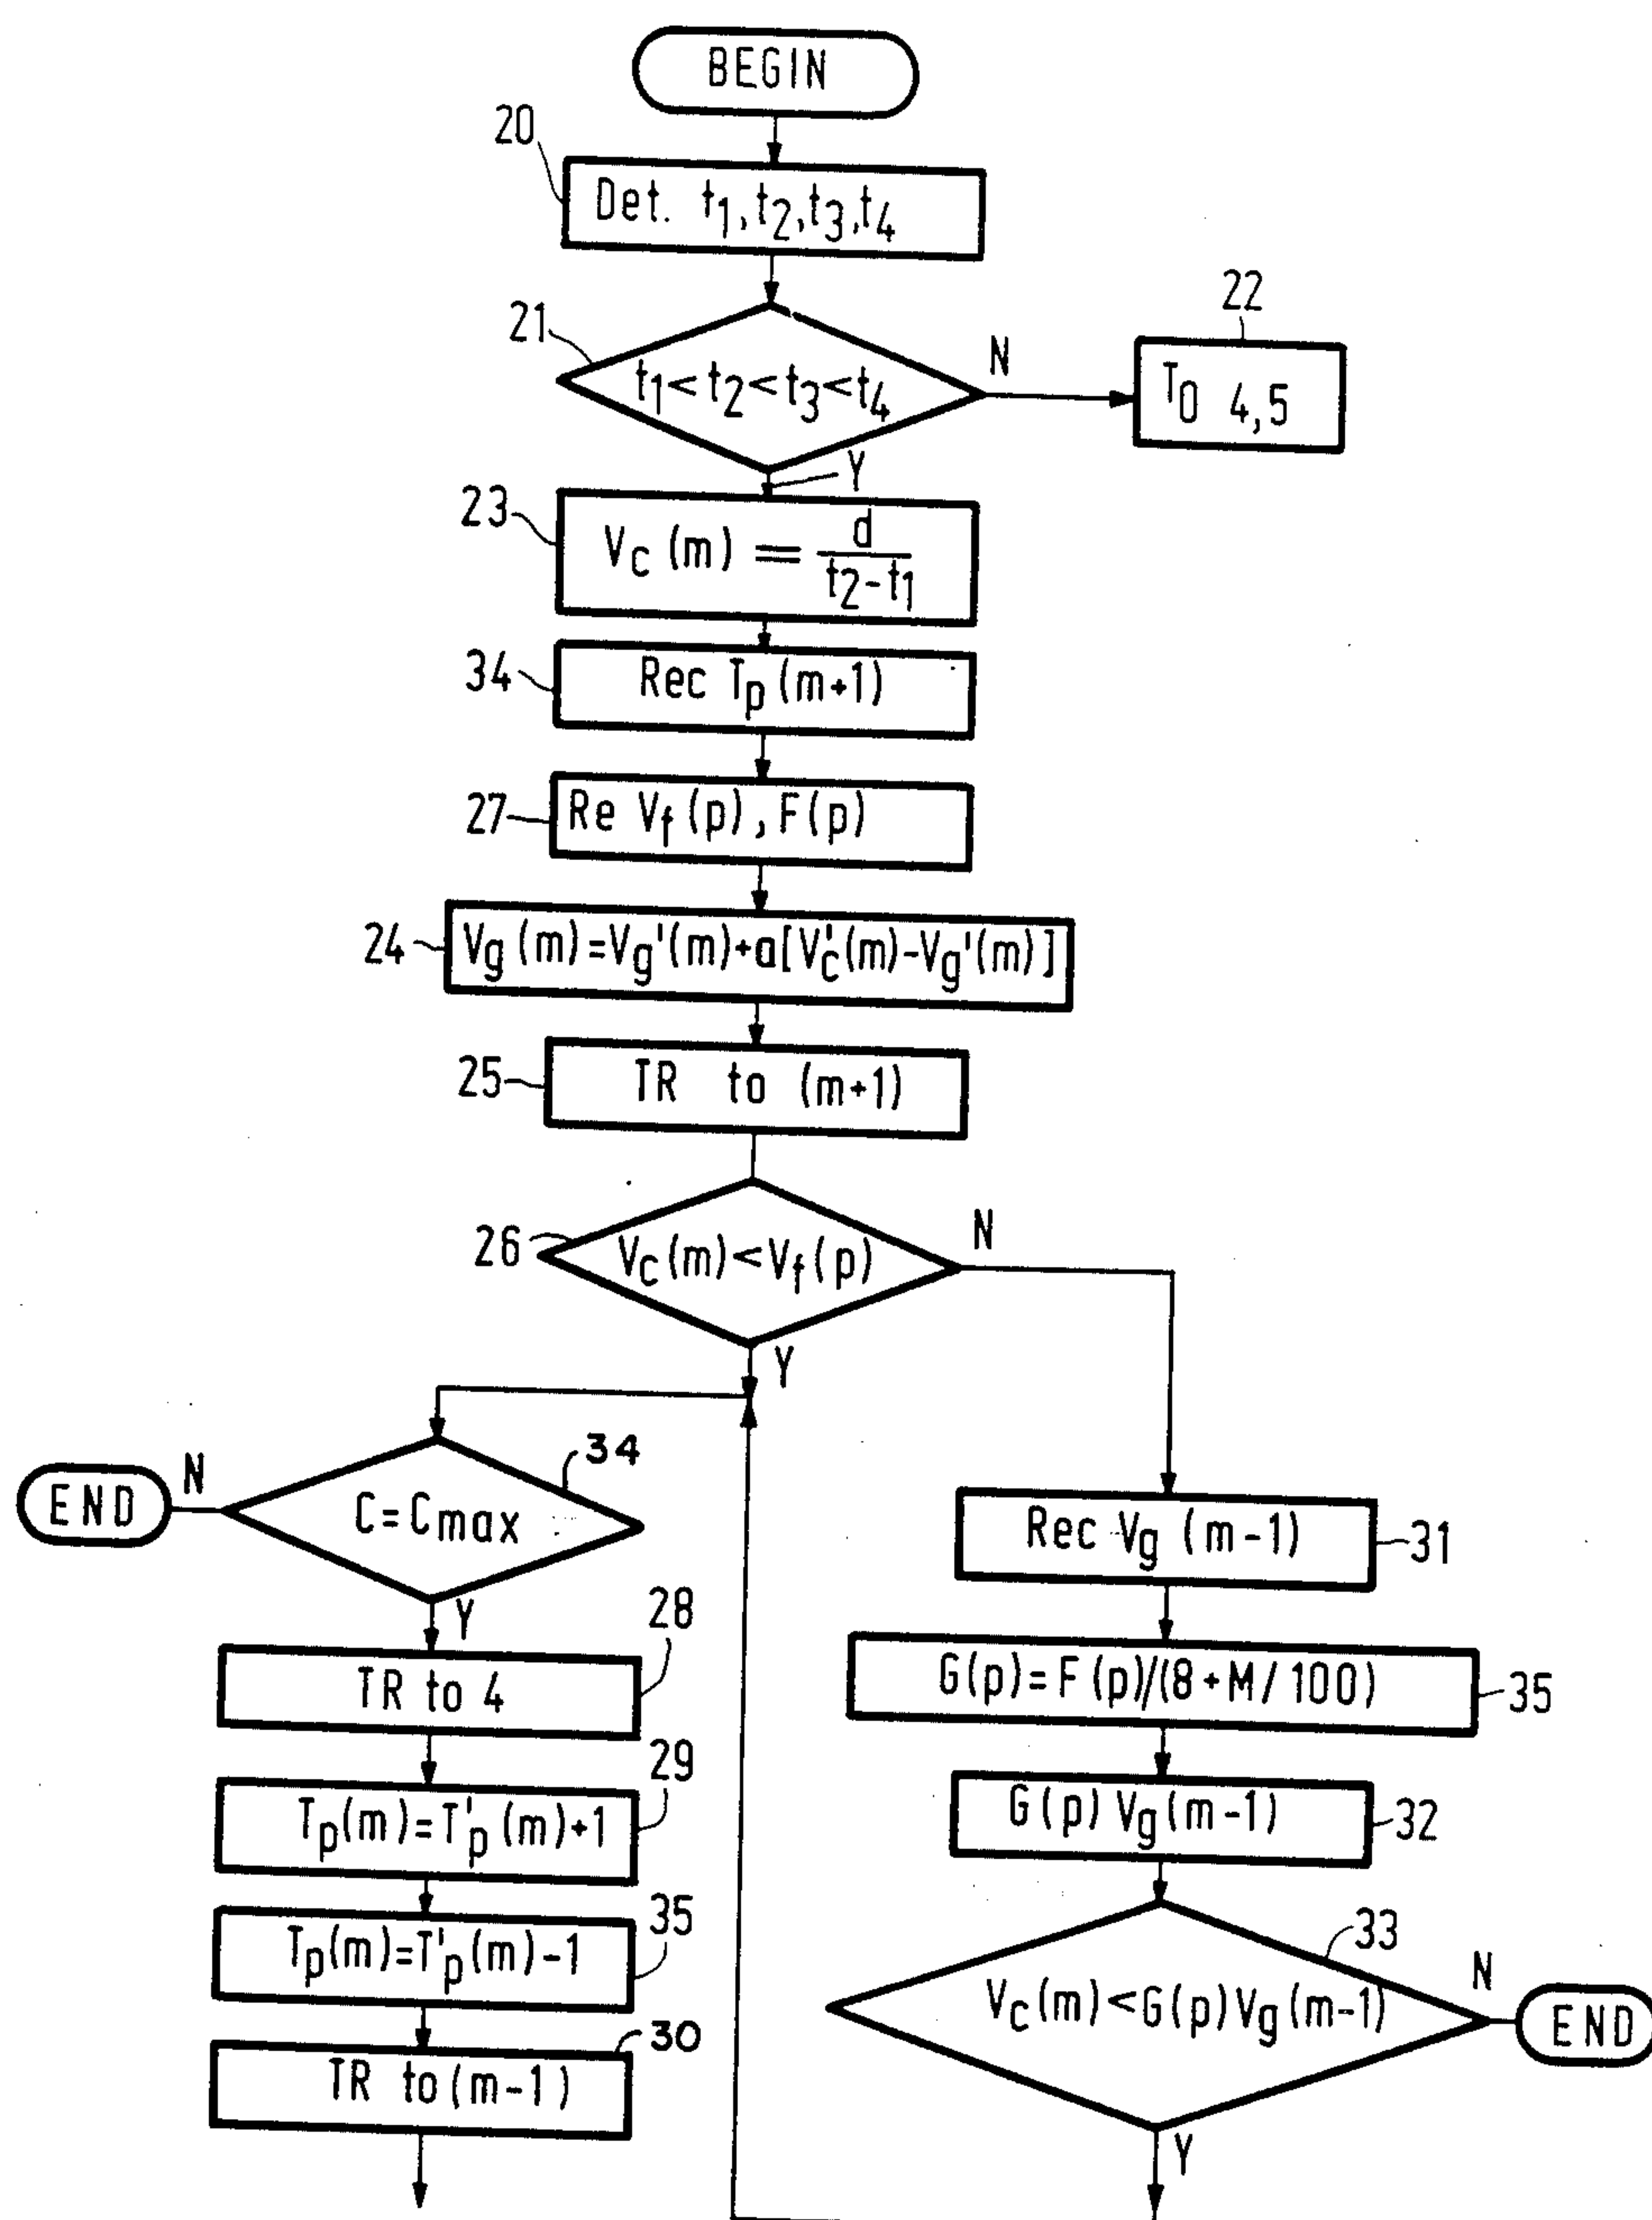 BEGIN
20
Det. t1,t2,t3,t4
21
t1<t2<t3<t4
N
22
T0 4,5
Y
23
Vc (m) = d/t2-t1
34
Rec Tp (m+1)
27
Re Vf (p), F(p)
24
Vg (m)=Vg'(m)+a[V'c(m)-Vg'(m)]
25
TR to (m+1)
26
Vc (m) < Vf (p)
N
Y
34
END
N
C=Cmax
Y
Rec Vg (m-1)
31
28
TR to 4
G(p)=F(p)/(8+M/100)
35
29
Tp(m)=T'p(m)+1
G(p) Vg(m-1)
32
35
Tp(m)=T'p(m)-1
33
Vc(m)<G(p)Vg(m-1)
N
END
30
TR to(m-1)
Y